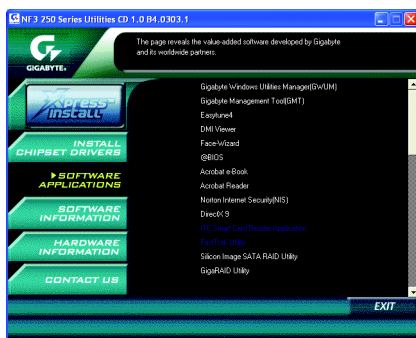 NF3 250 Series Utilities CD 1.0 B4.0303.1
GIGABYTE
The page reveals the value-added software developed by Gigabyte
and its worldwide partners.
Xpress
Install
INSTALL
CHIPSET DRIVERS
SOFTWARE
APPLICATIONS
SOFTWARE
INFORMATION
HARDWARE
INFORMATION
CONTACT US
Gigabyte Windows Utilities Manager(GWUM)
Gigabyte Management Tool(GMT)
Easytune4
DMI Viewer
Face-Wizard
@BIOS
Acrobat e-Book
Acrobat Reader
Norton Internet Security(NIS)
DirectX 9
Silicon Image SATA RAID Utility
GigaRAID Utility
EXIT